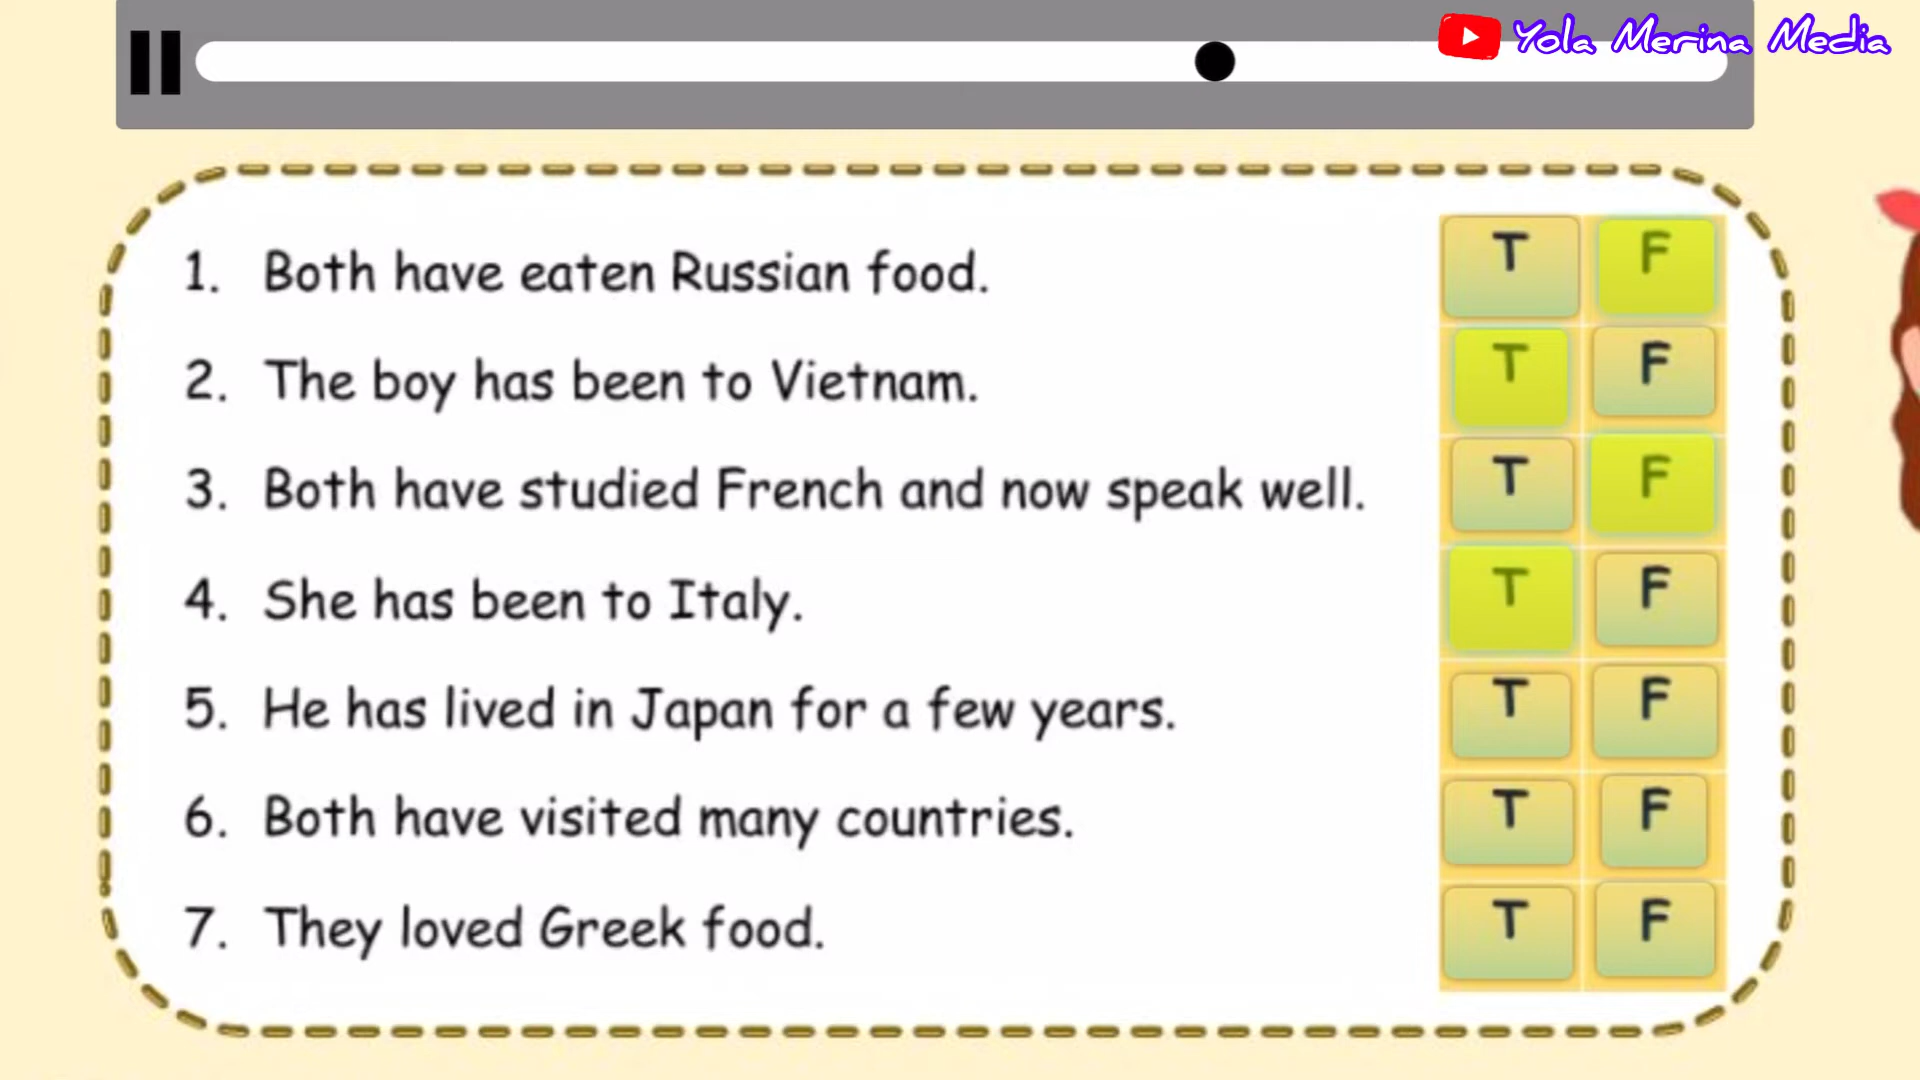 Yola Merina Media
1. Both have eaten Russian food. T F
2. The boy has been to Vietnam. T F
3. Both have studied French and now speak well. T F
4. She has been to Italy. T F
5. He has lived in Japan for a few years. T F
6. Both have visited many countries. T F
7. They loved Greek food. T F